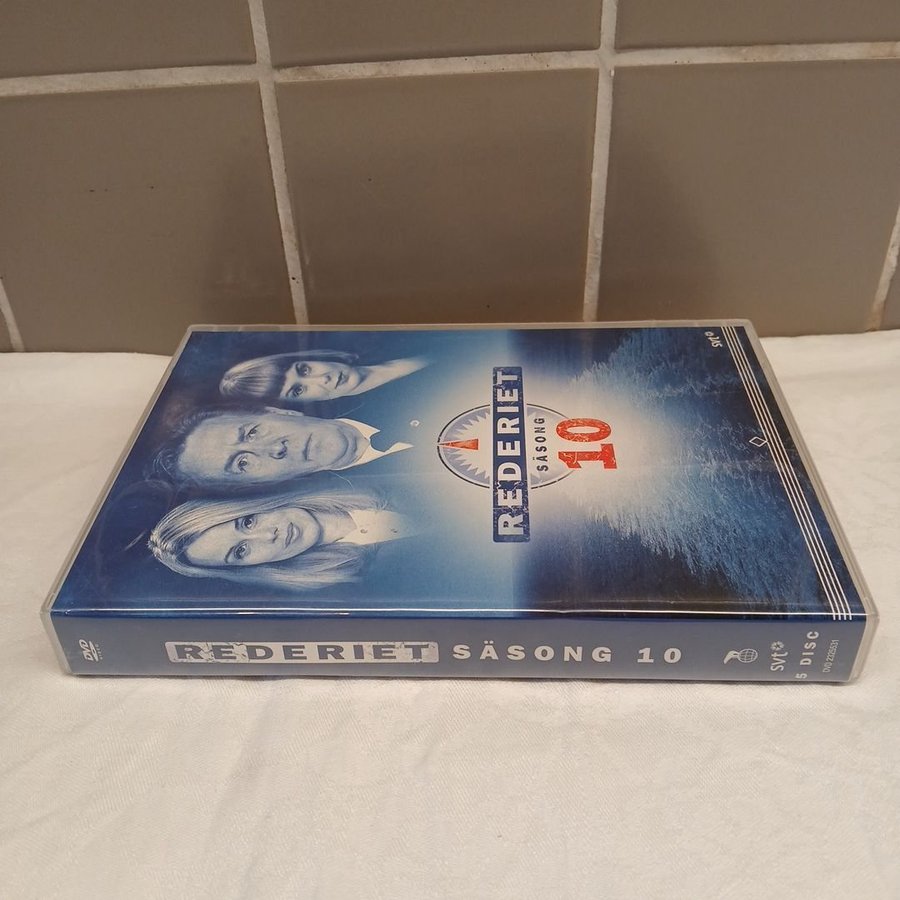 REDERIET
SÄSONG
10
svt
DVD
REDERIET SÄSONG 10
svt
5 DISC